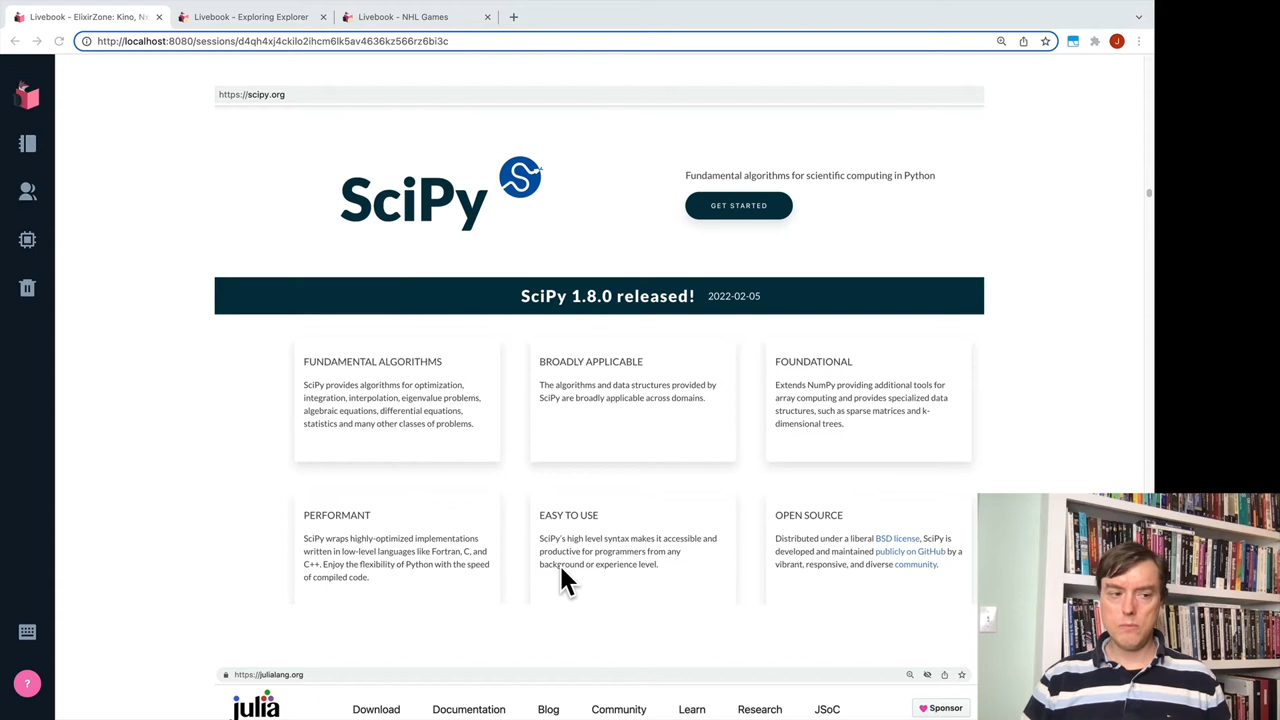 Livebook - ElixirZone: Kino, Nx
Livebook - Exploring Explorer
Livebook - NHL Games
http://localhost:8080/sessions/d4qh4xj4ckilo2ihcm6lk5av4636kz566rz6bi3c
J
https://scipy.org
SciPy
Fundamental algorithms for scientific computing in Python
GET STARTED
SciPy 1.8.0 released! 2022-02-05
FUNDAMENTAL ALGORITHMS
SciPy provides algorithms for optimization,
integration, interpolation, eigenvalue problems,
algebraic equations, differential equations,
statistics and many other classes of problems.
BROADLY APPLICABLE
The algorithms and data structures provided by
SciPy are broadly applicable across domains.
FOUNDATIONAL
Extends NumPy providing additional tools for
array computing and provides specialized data
structures, such as sparse matrices and k-
dimensional trees.
PERFORMANT
SciPy wraps highly-optimized implementations
written in low-level languages like Fortran, C, and
C++. Enjoy the flexibility of Python with the speed
of compiled code.
EASY TO USE
SciPy's high level syntax makes it accessible and
productive for programmers from any
background or experience level.
OPEN SOURCE
Distributed under a liberal BSD license, SciPy is
developed and maintained publicly on GitHub by a
vibrant, responsive, and diverse community.
?
https://julialang.org
julia
Download Documentation Blog Community Learn Research JSoC Sponsor